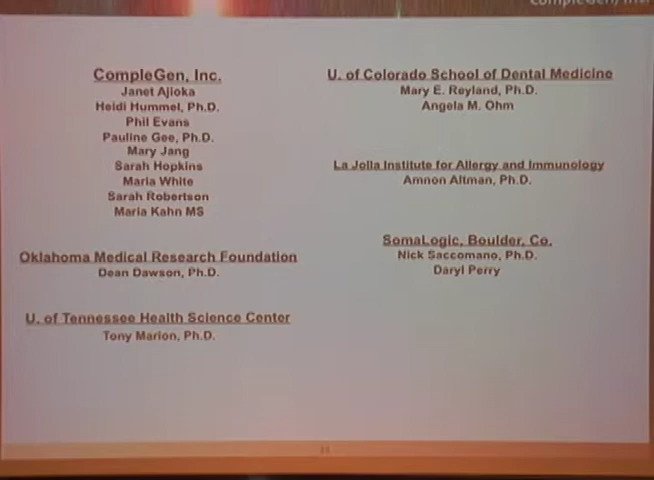 CompleGen, Inc.
CompleGen, Inc.
Janet Ajioka
Heidi Hummel, Ph.D.
Phil Evans
Pauline Gee, Ph.D.
Mary Jang
Sarah Hopkins
Maria White
Sarah Robertson
Maria Kahn MS
Oklahoma Medical Research Foundation
Dean Dawson, Ph.D.
U. of Tennessee Health Science Center
Tony Marion, Ph.D.
U. of Colorado School of Dental Medicine
Mary E. Reyland, Ph.D.
Angela M. Ohm
La Jolla Institute for Allergy and Immunology
Amnon Altman, Ph.D.
SomaLogic, Boulder, Co.
Nick Saccomano, Ph.D.
Daryl Perry